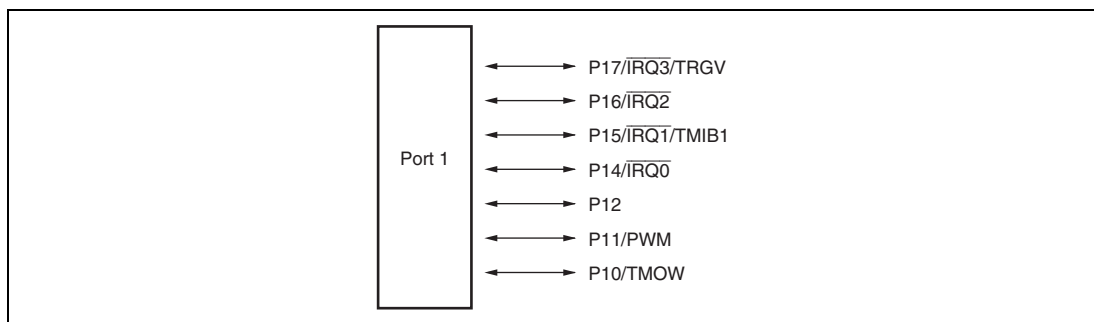 P17/IRQ3/TRGV
P16/IRQ2
P15/IRQ1/TMIB1
Port 1
P14/IRQ0
P12
P11/PWM
P10/TMOW